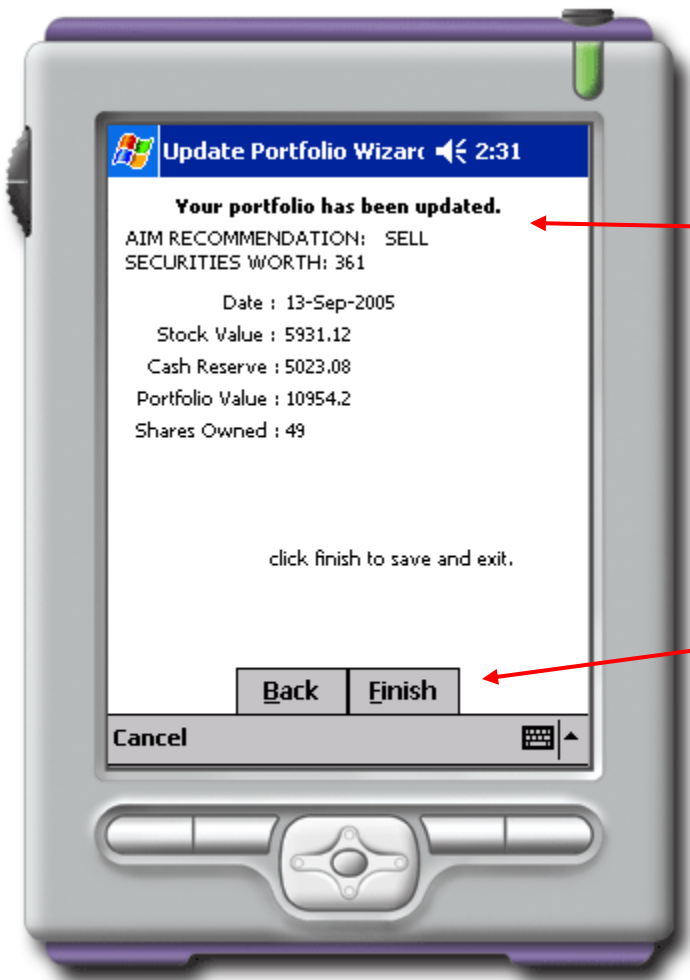 Update Portfolio Wizarc 2:31
Your portfolio has been updated.
AIM RECOMMENDATION: SELL
SECURITIES WORTH: 361
Date : 13-Sep-2005
Stock Value : 5931.12
Cash Reserve : 5023.08
Portfolio Value : 10954.2
Shares Owned : 49
click finish to save and exit.
Back Finish
Cancel